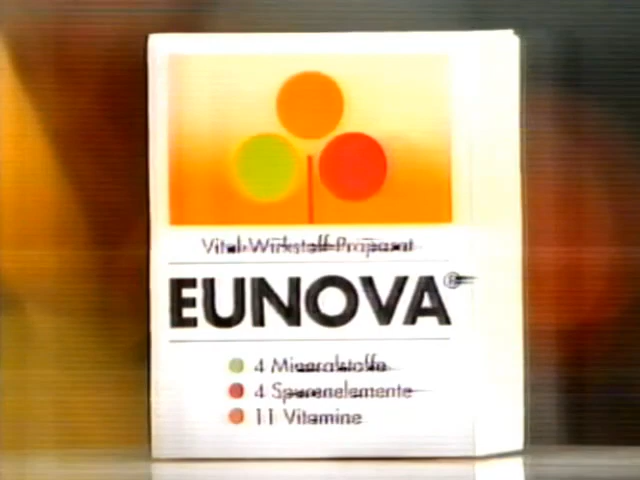 Vital-Wirkstoff-Präparat
EUNOVA®
4 Mineralstoffe
4 Spurenelemente
11 Vitamine